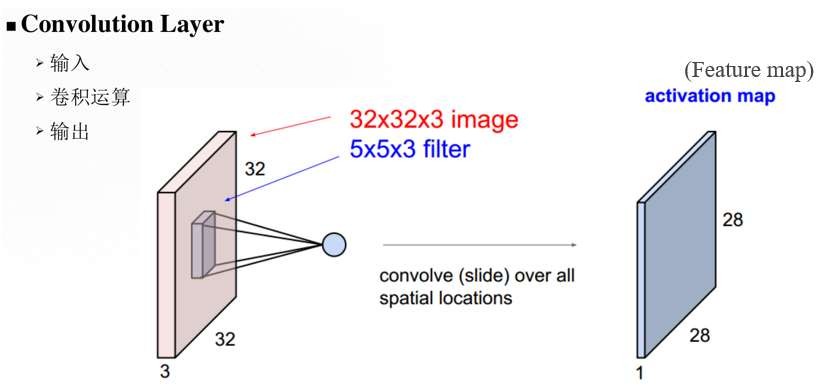 Convolution Layer
输入
卷积运算
输出
(Feature map)
activation map
32x32x3 image
5x5x3 filter
32
32
3
convolve (slide) over all
spatial locations
28
28
1